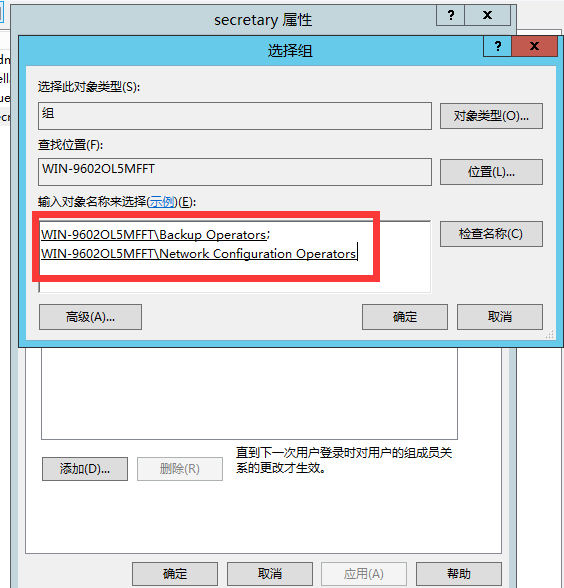 secretary 属性
选择组
选择此对象类型(S):
组
对象类型(O)...
查找位置(F):
WIN-9602OL5MFFT
位置(L)...
输入对象名称来选择(示例)(E):
WIN-9602OL5MFFT\Backup Operators;
WIN-9602OL5MFFT\Network Configuration Operators
检查名称(C)
高级(A)...
确定
取消
添加(D)...
删除(R)
直到下一次用户登录时对用户的组成员关
系的更改才生效。
确定
取消
应用(A)
帮助